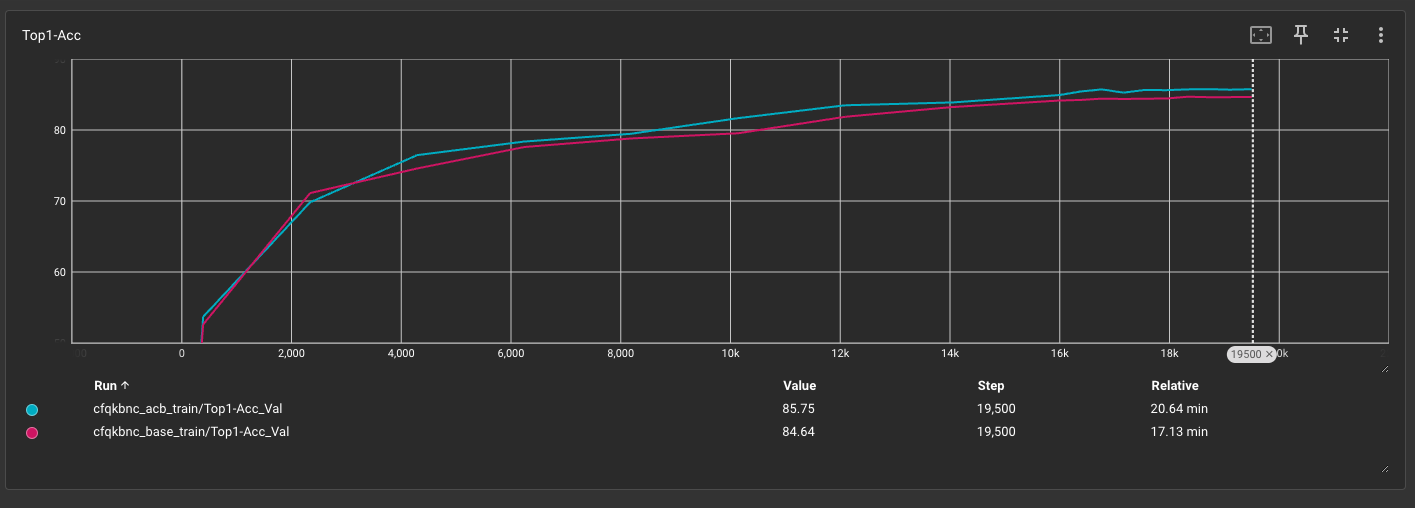 Top1-Acc
80
70
60
0 2,000 4,000 6,000 8,000 10k 12k 14k 16k 18k 19500 × 0k
Run ↑ Value Step Relative
cfqkbnc_acb_train/Top1-Acc_Val 85.75 19,500 20.64 min
cfqkbnc_base_train/Top1-Acc_Val 84.64 19,500 17.13 min